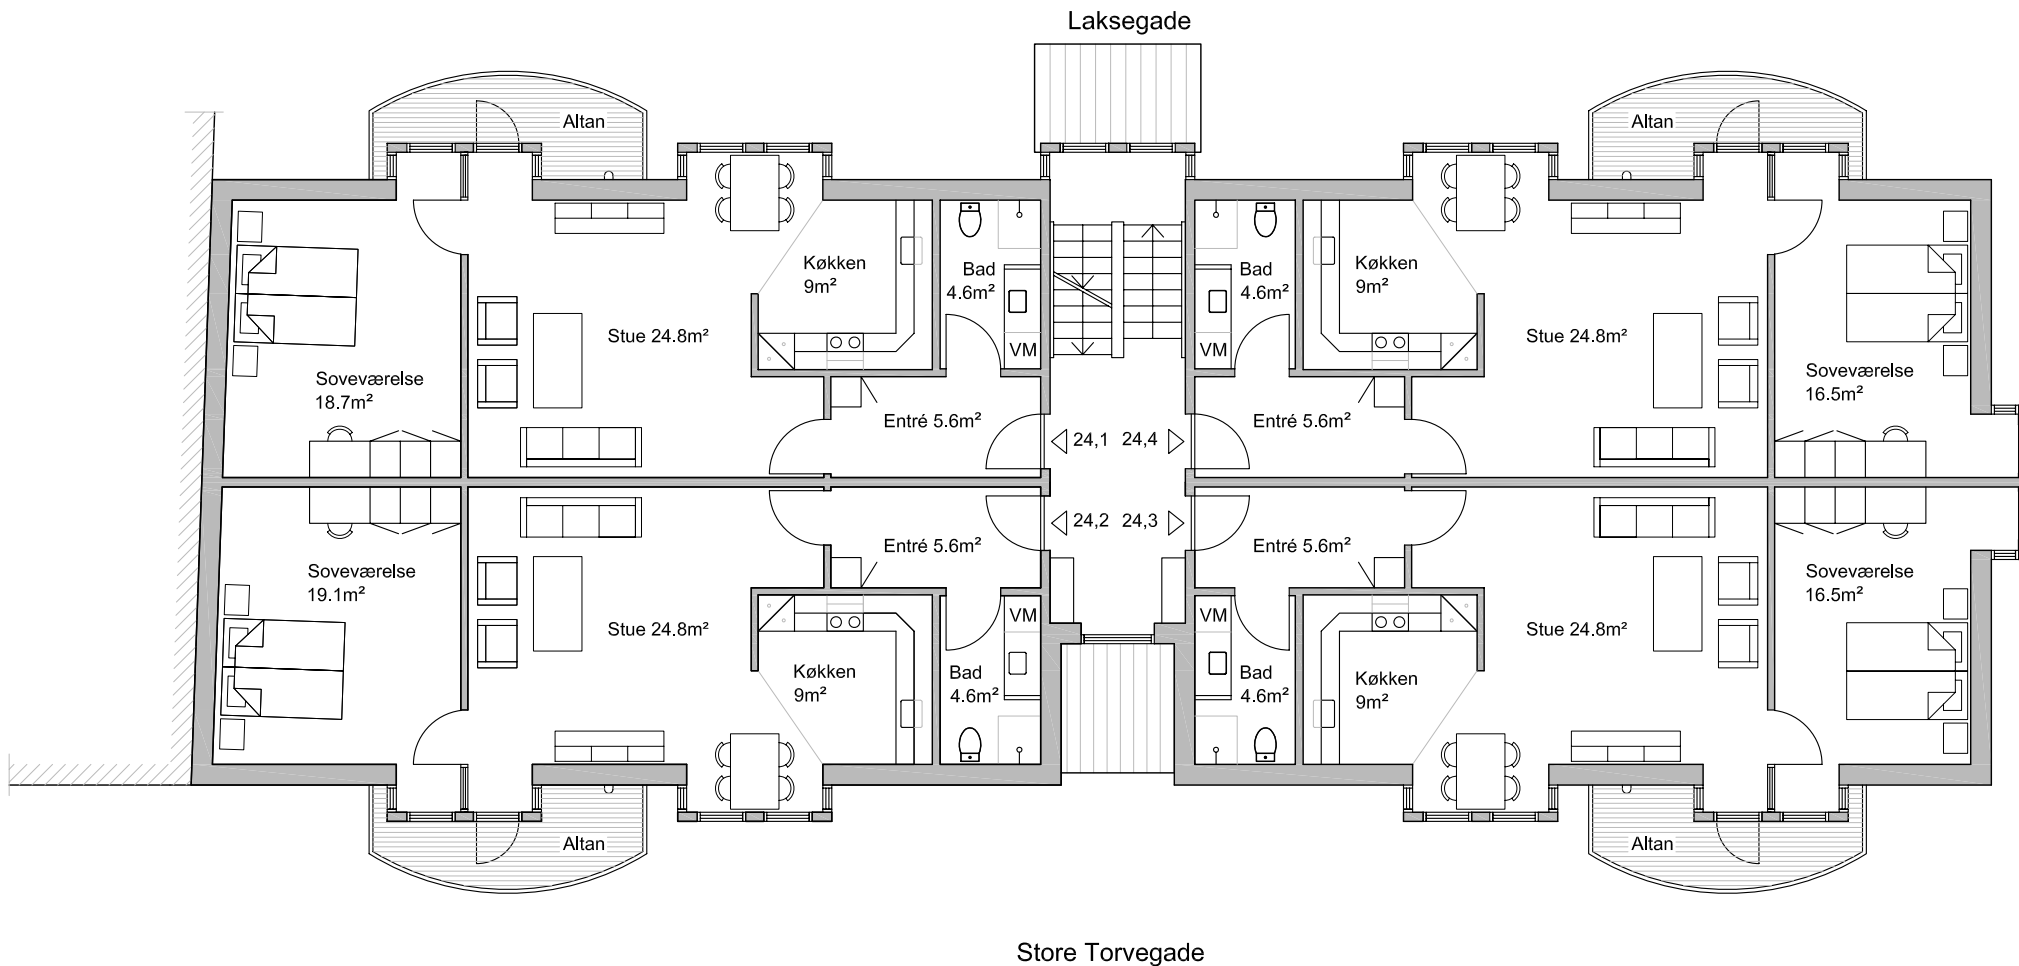 Laksegade
Altan
Altan
Køkken
9m²
Bad
4.6m²
Bad
4.6m²
Køkken
9m²
Stue 24.8m²
VM
VM
Stue 24.8m²
Soveværelse
18.7m²
Soveværelse
16.5m²
Entré 5.6m²
Entré 5.6m²
24,1
24,4
24,2
24,3
Entré 5.6m²
Entré 5.6m²
Soveværelse
19.1m²
Soveværelse
16.5m²
Stue 24.8m²
VM
VM
Stue 24.8m²
Køkken
9m²
Bad
4.6m²
Bad
4.6m²
Køkken
9m²
Altan
Altan
Store Torvegade